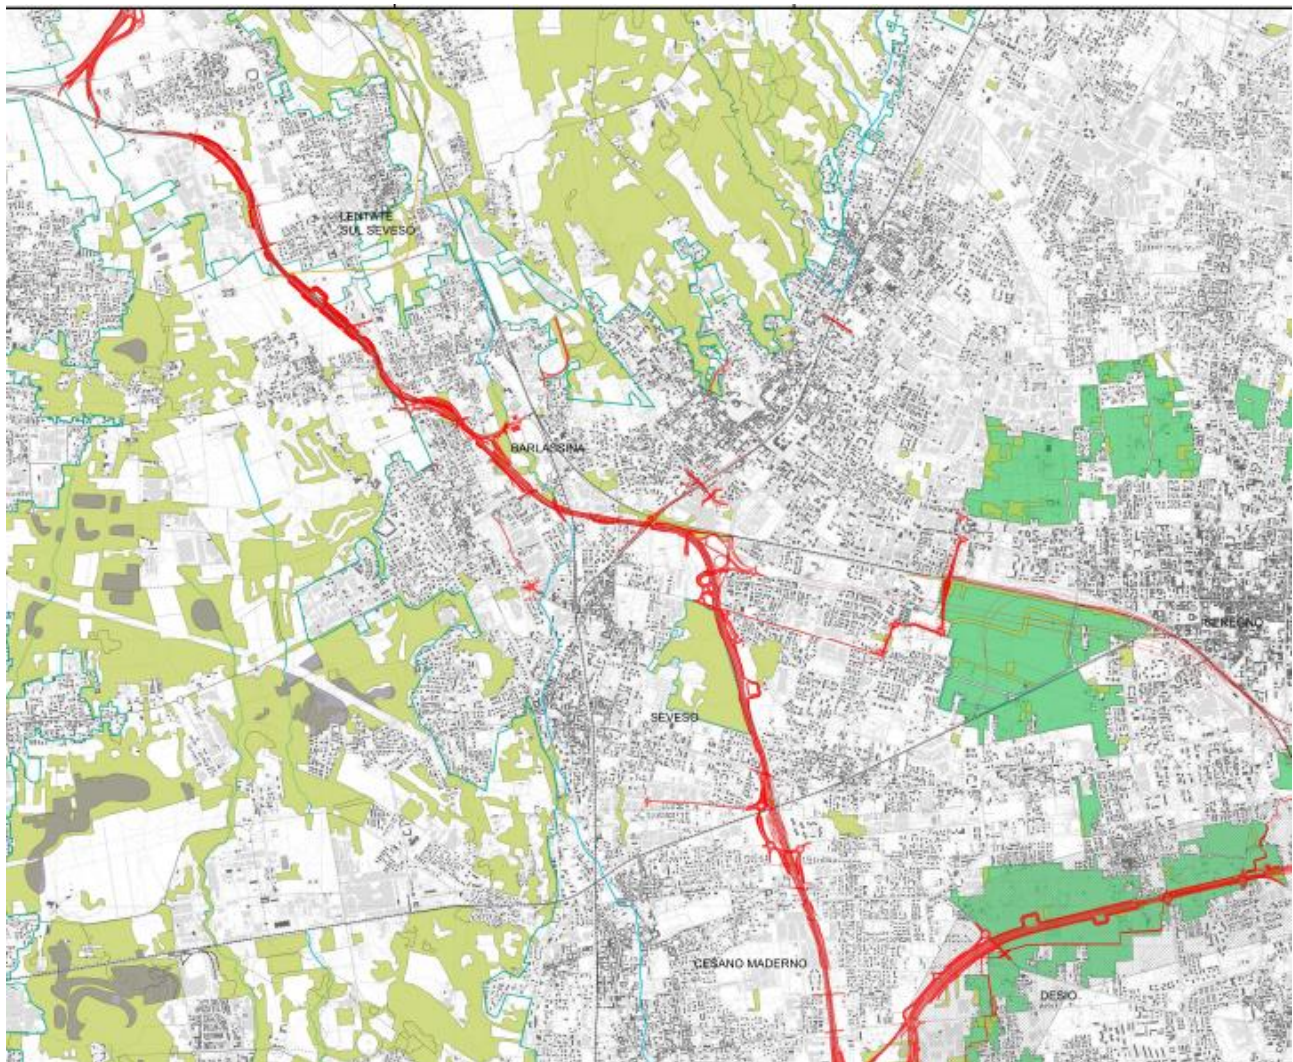 LENTATE
SUL SEVESO
BARLASSINA
SEREGNO
SEVESO
CESANO MADERNO
DESIO